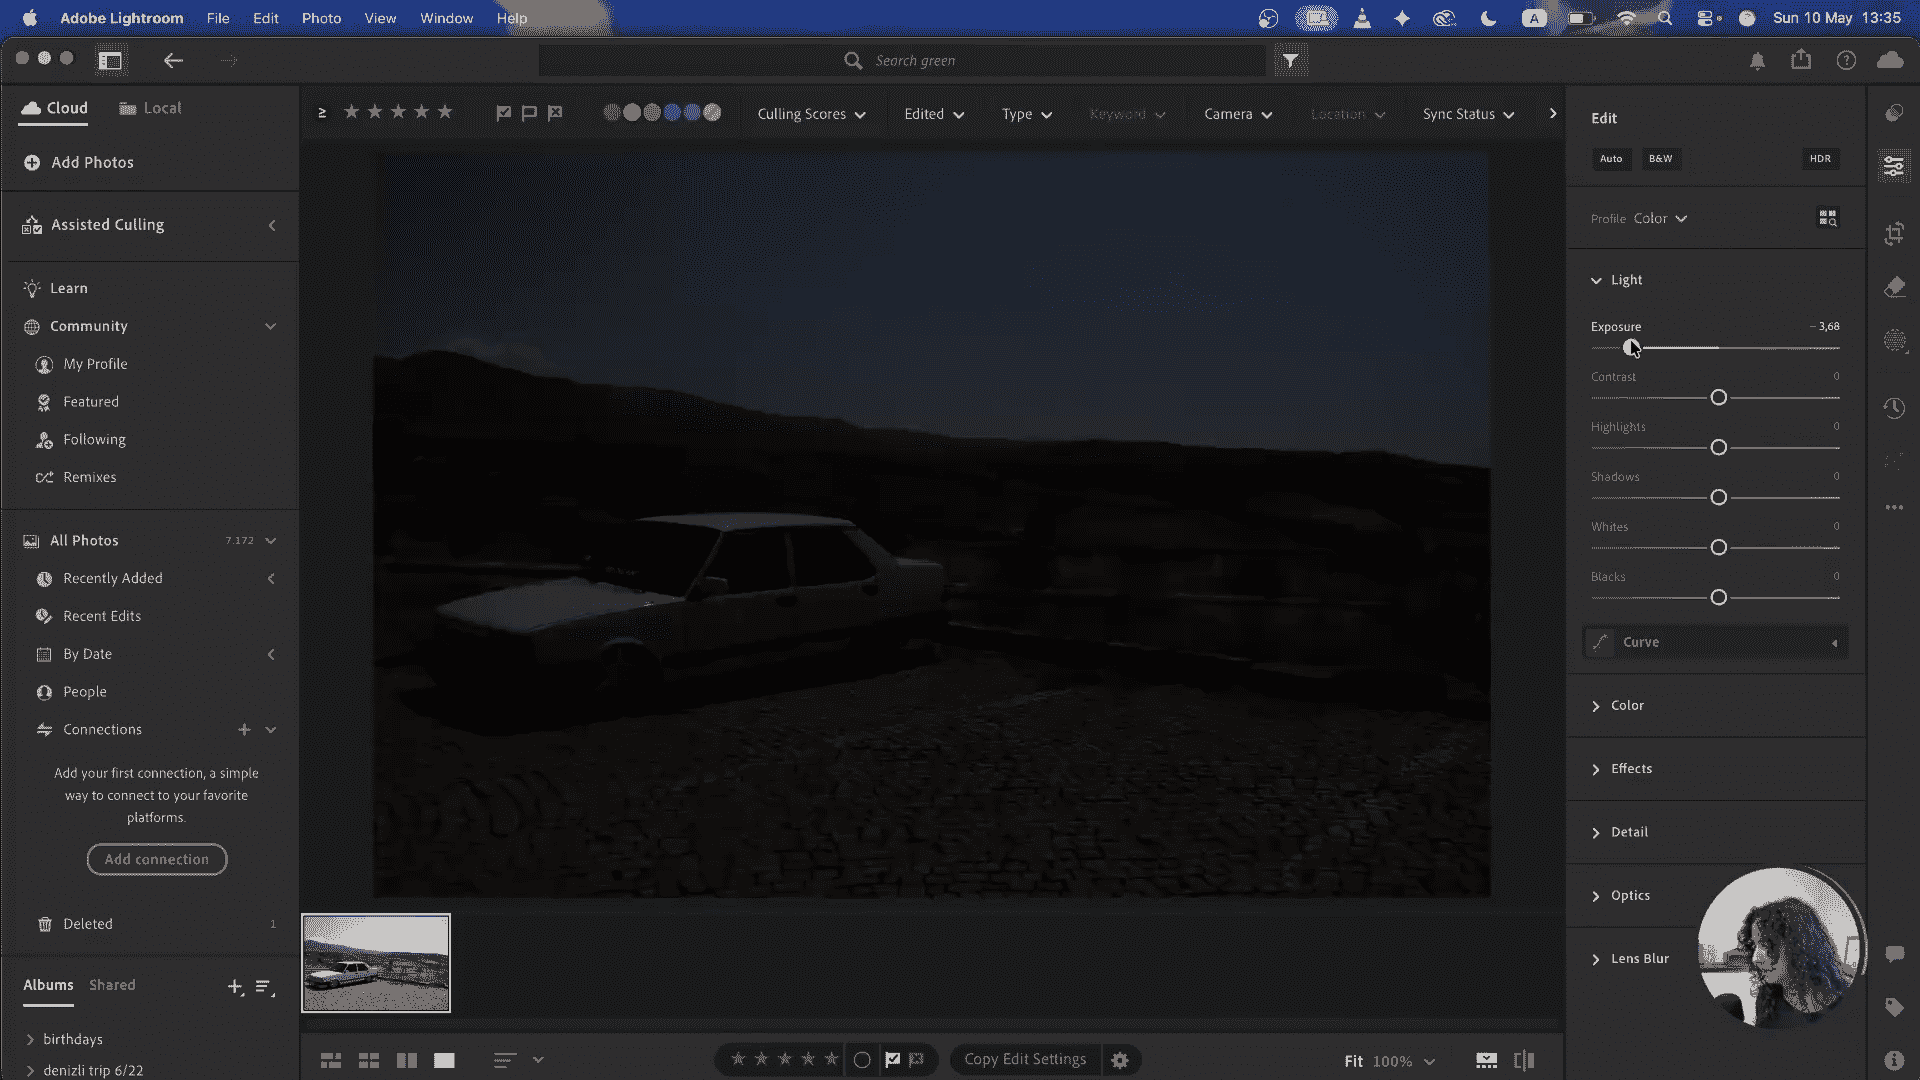 Adobe Lightroom File Edit Photo View Window Help A Sun 10 May 13:35
Search green
Cloud Local
≥ Culling Scores Edited Type Keyword Camera Location Sync Status
Add Photos
Assisted Culling
Learn
Community
My Profile
Featured
Following
Remixes
All Photos 7.172
Recently Added
Recent Edits
By Date
People
Connections
Add your first connection, a simple
way to connect to your favorite
platforms.
Add connection
Deleted 1
Albums Shared
birthdays
denizli trip 6/22
Copy Edit Settings
Fit 100%
Edit
Auto B&W HDR
Profile Color
Light
Exposure − 3,68
Contrast 0
Highlights 0
Shadows 0
Whites 0
Blacks 0
Curve
Color
Effects
Detail
Optics
Lens Blur